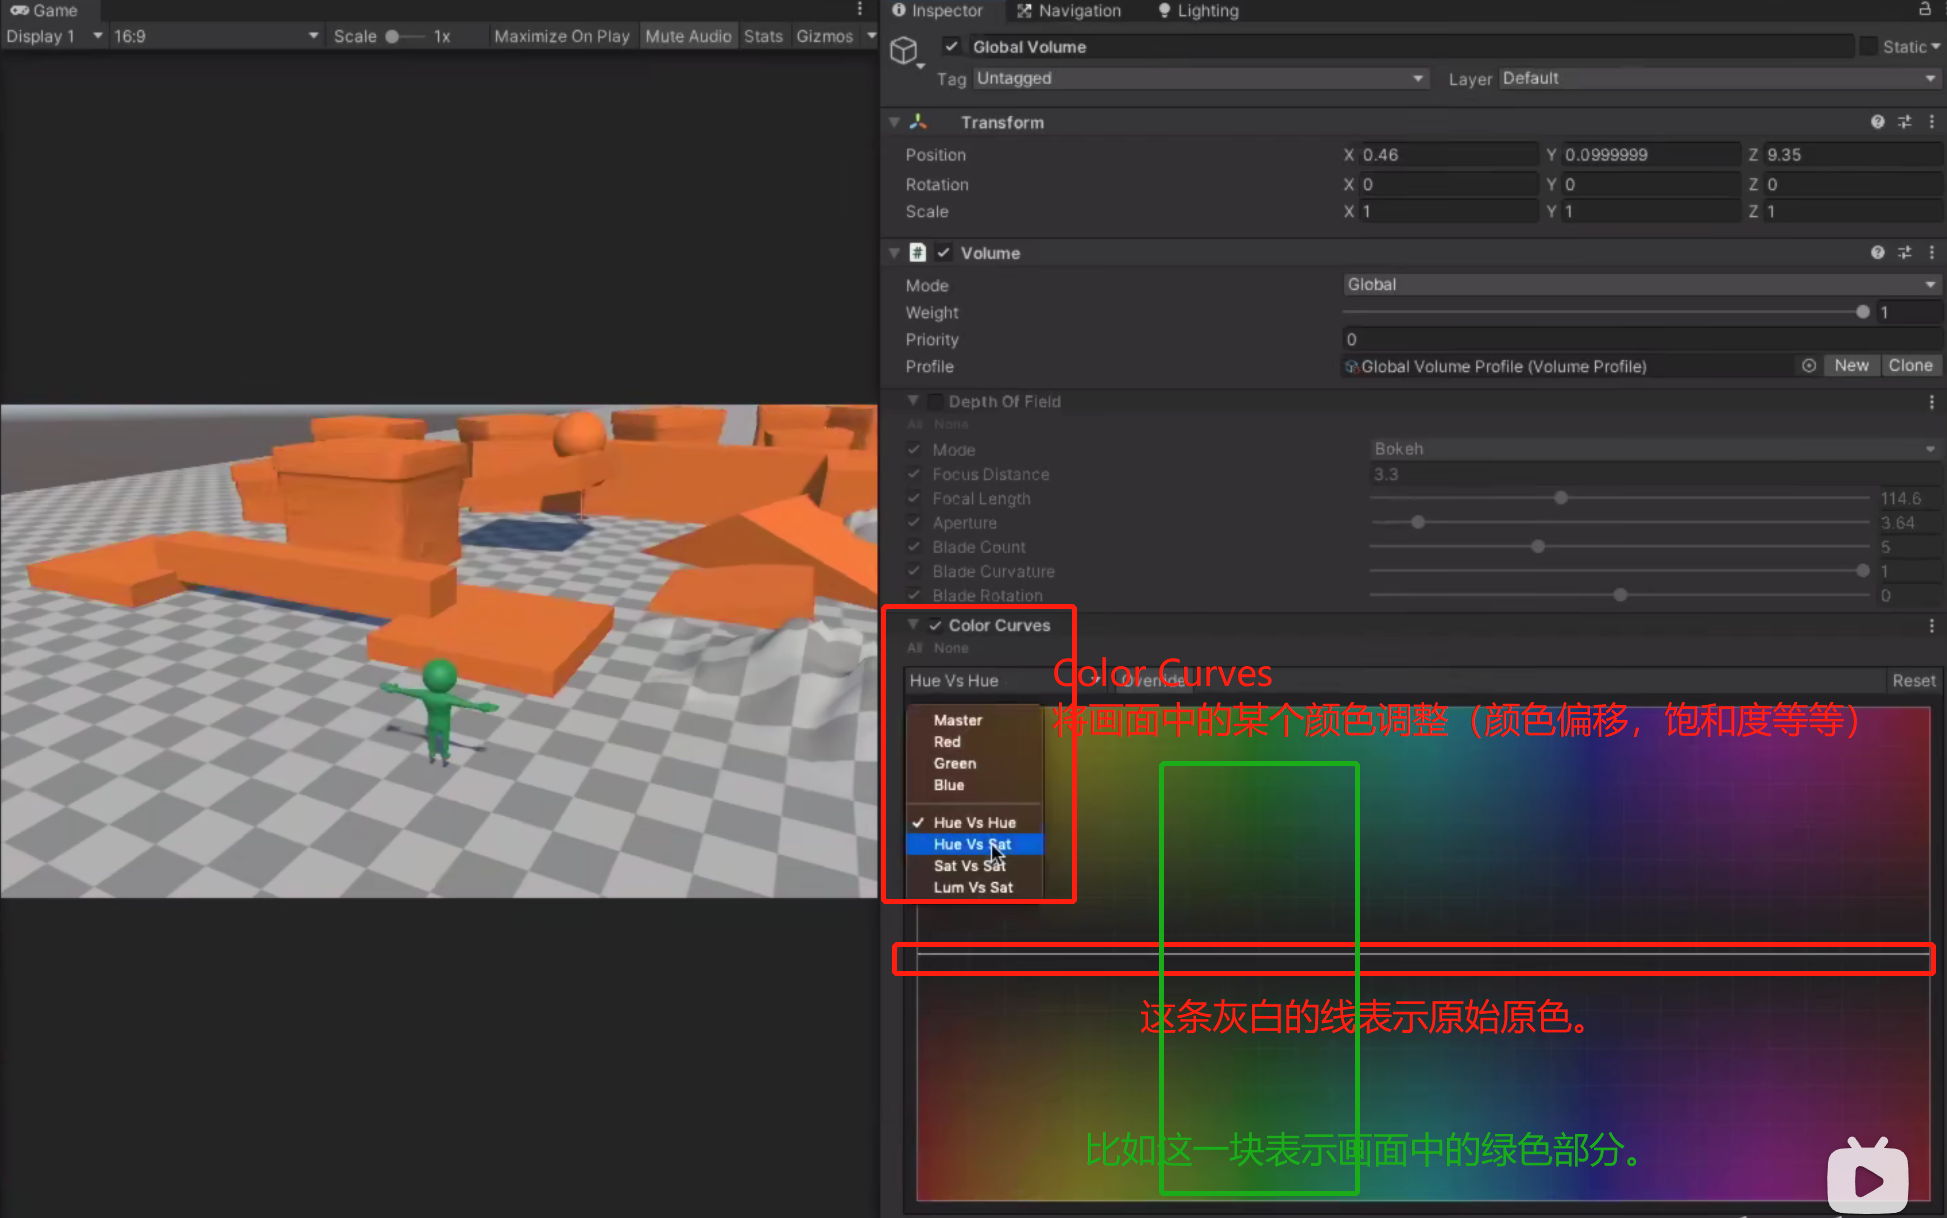 Game
Display 1
16:9
Scale
1x
Maximize On Play
Mute Audio
Stats
Gizmos
Inspector
Navigation
Lighting
Global Volume
Static
Tag
Untagged
Layer
Default
Transform
Position
X 0.46
Y 0.0999999
Z 9.35
Rotation
X 0
Y 0
Z 0
Scale
X 1
Y 1
Z 1
#
Volume
Mode
Global
Weight
1
Priority
0
Profile
Global Volume Profile (Volume Profile)
New
Clone
Depth Of Field
All None
Mode
Bokeh
Focus Distance
3.3
Focal Length
114.6
Aperture
3.64
Blade Count
5
Blade Curvature
1
Blade Rotation
0
Color Curves
All None
Hue Vs Hue
Override
Reset
Color Curves
将画面中的某个颜色调整（颜色偏移，饱和度等等）
Master
Red
Green
Blue
Hue Vs Hue
Hue Vs Sat
Sat Vs Sat
Lum Vs Sat
这条灰白的线表示原始原色。
比如这一块表示画面中的绿色部分。